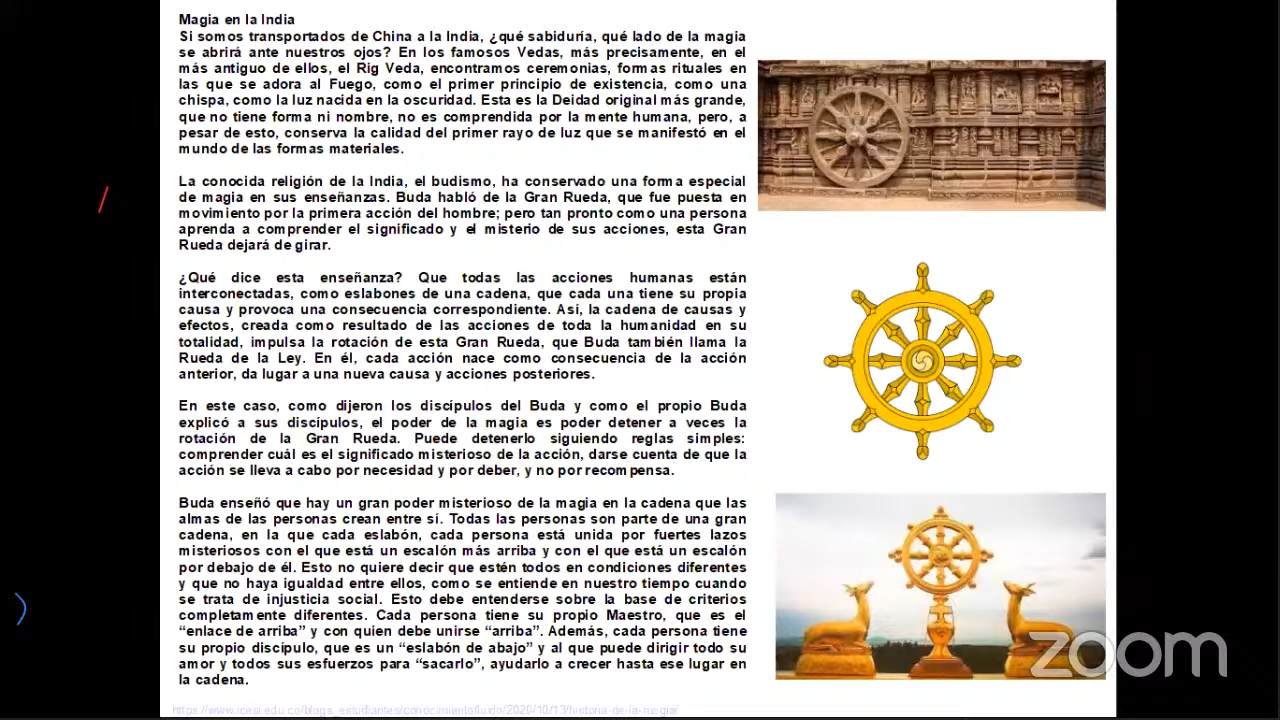 Magia en la India
Si somos transportados de China a la India, ¿qué sabiduría, qué lado de la magia
se abrirá ante nuestros ojos? En los famosos Vedas, más precisamente, en el
más antiguo de ellos, el Rig Veda, encontramos ceremonias, formas rituales en
las que se adora al Fuego, como el primer principio de existencia, como una
chispa, como la luz nacida en la oscuridad. Esta es la Deidad original más grande,
que no tiene forma ni nombre, no es comprendida por la mente humana, pero, a
pesar de esto, conserva la calidad del primer rayo de luz que se manifestó en el
mundo de las formas materiales.
La conocida religión de la India, el budismo, ha conservado una forma especial
de magia en sus enseñanzas. Buda habló de la Gran Rueda, que fue puesta en
movimiento por la primera acción del hombre; pero tan pronto como una persona
aprenda a comprender el significado y el misterio de sus acciones, esta Gran
Rueda dejará de girar.
¿Qué dice esta enseñanza? Que todas las acciones humanas están
interconectadas, como eslabones de una cadena, que cada una tiene su propia
causa y provoca una consecuencia correspondiente. Así, la cadena de causas y
efectos, creada como resultado de las acciones de toda la humanidad en su
totalidad, impulsa la rotación de esta Gran Rueda, que Buda también llama la
Rueda de la Ley. En él, cada acción nace como consecuencia de la acción
anterior, da lugar a una nueva causa y acciones posteriores.
En este caso, como dijeron los discípulos del Buda y como el propio Buda
explicó a sus discípulos, el poder de la magia es poder detener a veces la
rotación de la Gran Rueda. Puede detenerlo siguiendo reglas simples:
comprender cuál es el significado misterioso de la acción, darse cuenta de que la
acción se lleva a cabo por necesidad y por deber, y no por recompensa.
Buda enseñó que hay un gran poder misterioso de la magia en la cadena que las
almas de las personas crean entre sí. Todas las personas son parte de una gran
cadena, en la que cada eslabón, cada persona está unida por fuertes lazos
misteriosos con el que está un escalón más arriba y con el que está un escalón
por debajo de él. Esto no quiere decir que estén todos en condiciones diferentes
y que no haya igualdad entre ellos, como se entiende en nuestro tiempo cuando
se trata de injusticia social. Esto debe entenderse sobre la base de criterios
completamente diferentes. Cada persona tiene su propio Maestro, que es el
“enlace de arriba” y con quien debe unirse “arriba”. Además, cada persona tiene
su propio discípulo, que es un “eslabón de abajo” y al que puede dirigir todo su
amor y todos sus esfuerzos para “sacarlo”, ayudarlo a crecer hasta ese lugar en
la cadena.
https://www.icesi.edu.co/blogs_estudiantes/conocimientofluido/2020/10/13/historia-de-la-magia/
zoom